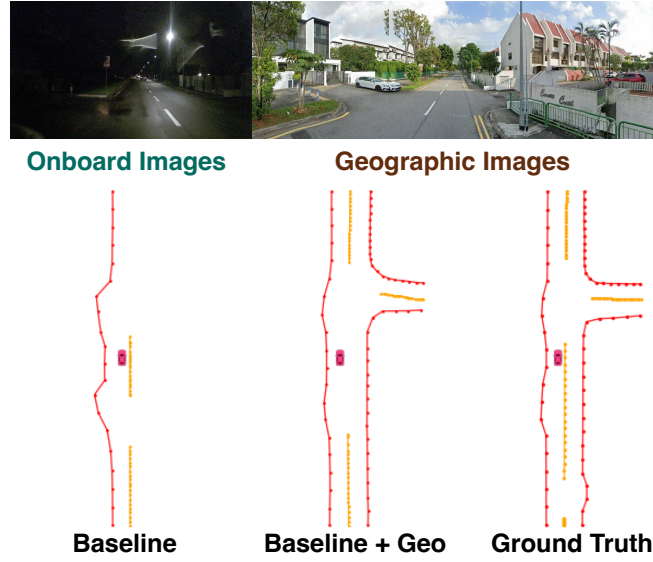 Onboard Images
Geographic Images
Baseline
Baseline + Geo
Ground Truth